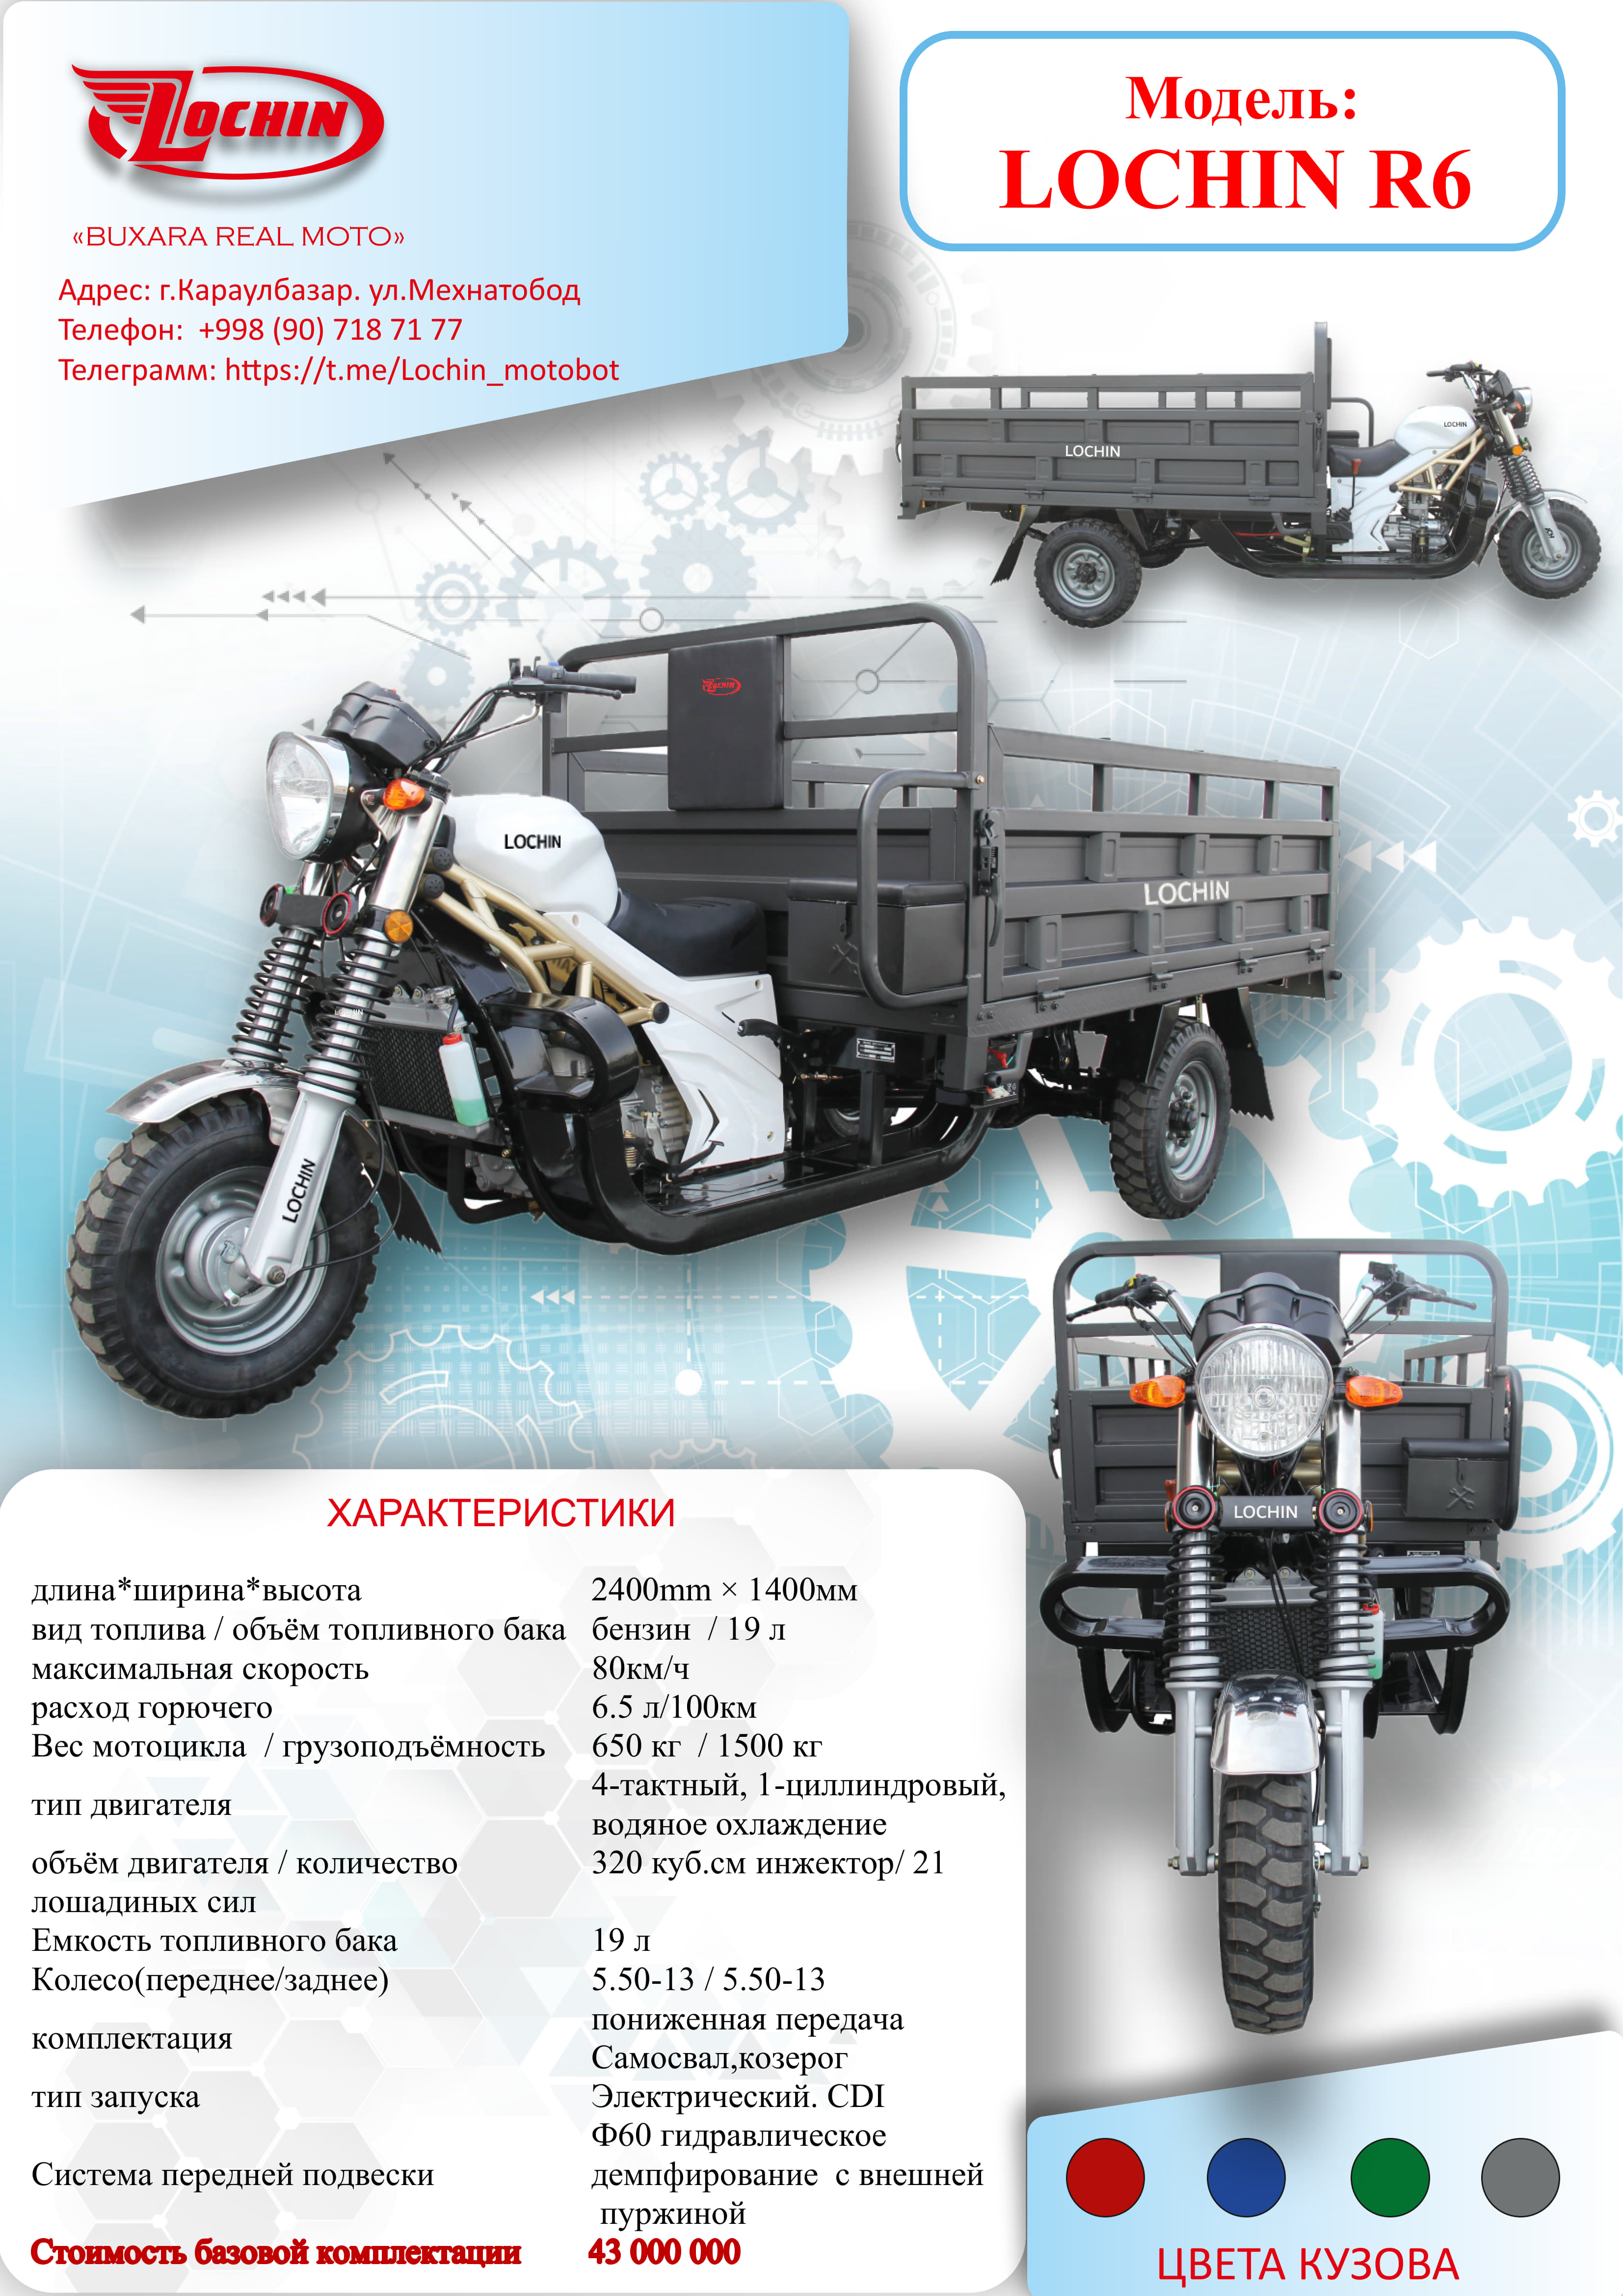 LOCHIN
«BUXARA REAL MOTO»
Адрес: г.Караулбазар. ул.Мехнатобод
Телефон:  +998 (90) 718 71 77
Телеграмм: https://t.me/Lochin_motobot
Модель:
LOCHIN R6
LOCHIN
LOCHIN
LOCHIN
LOCHIN
LOCHIN
LOCHIN
LOCHIN
ХАРАКТЕРИСТИКИ
длина*ширина*высота 2400mm × 1400мм
вид топлива / объём топливного бака бензин  / 19 л
максимальная скорость 80км/ч
расход горючего 6.5 л/100км
Вес мотоцикла  / грузоподъёмность 650 кг  / 1500 кг
тип двигателя 4-тактный, 1-циллиндровый,
водяное охлаждение
объём двигателя / количество 320 куб.см инжектор/ 21
лошадиных сил
Емкость топливного бака 19 л
Колесо(переднее/заднее) 5.50-13 / 5.50-13
комплектация пониженная передача
Самосвал,козерог
тип запуска Электрический. CDI
Система передней подвески Ф60 гидравлическое
демпфирование  с внешней
пуржиной
Стоимость базовой комплектации 43 000 000
ЦВЕТА КУЗОВА